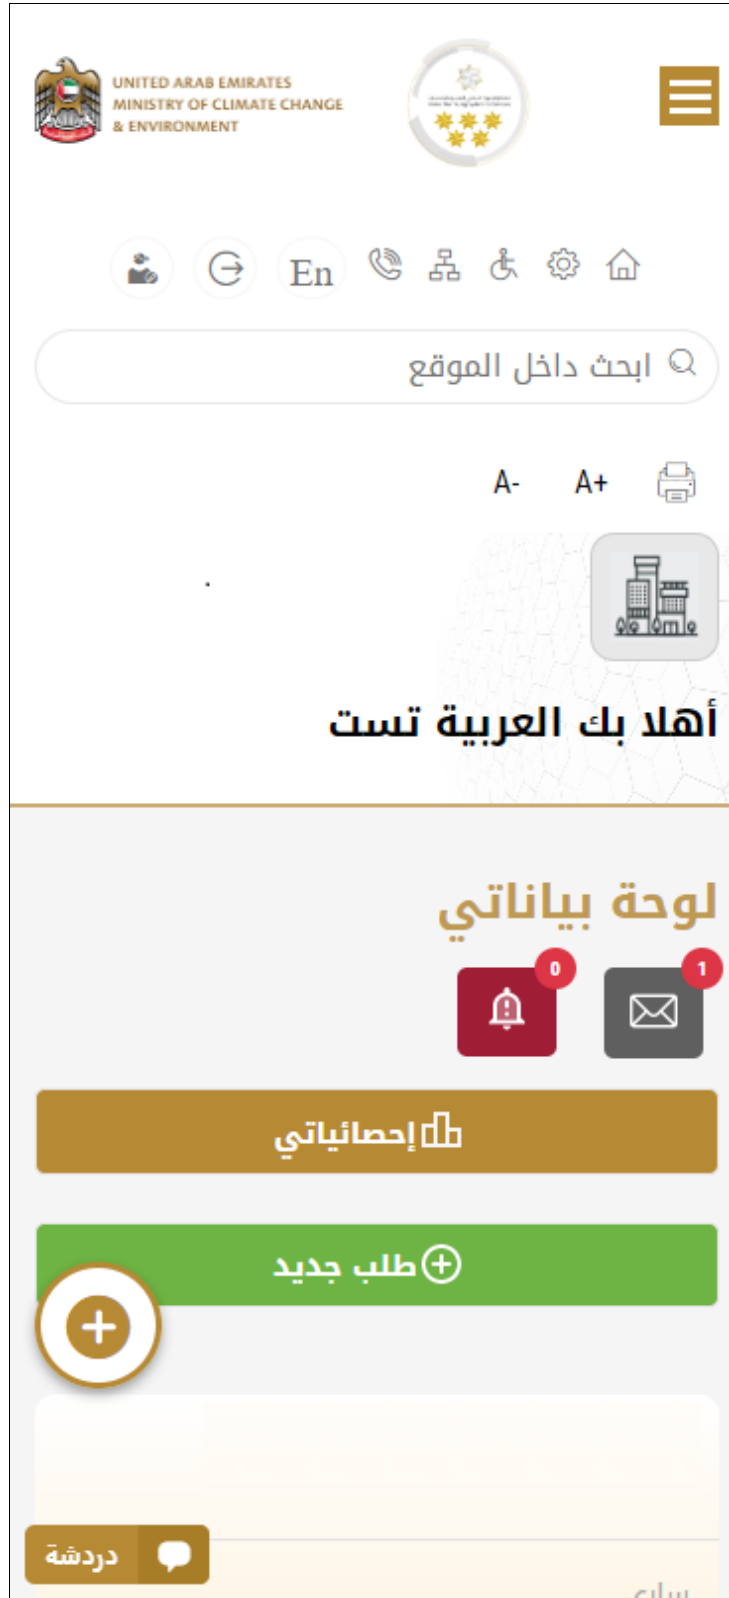 UNITED ARAB EMIRATES
MINISTRY OF CLIMATE CHANGE
& ENVIRONMENT
En
ابحث داخل الموقع
A+ A-
أهلا بك العربية تست
لوحة بياناتي
1
0
إحصائياتي
طلب جديد
دردشة